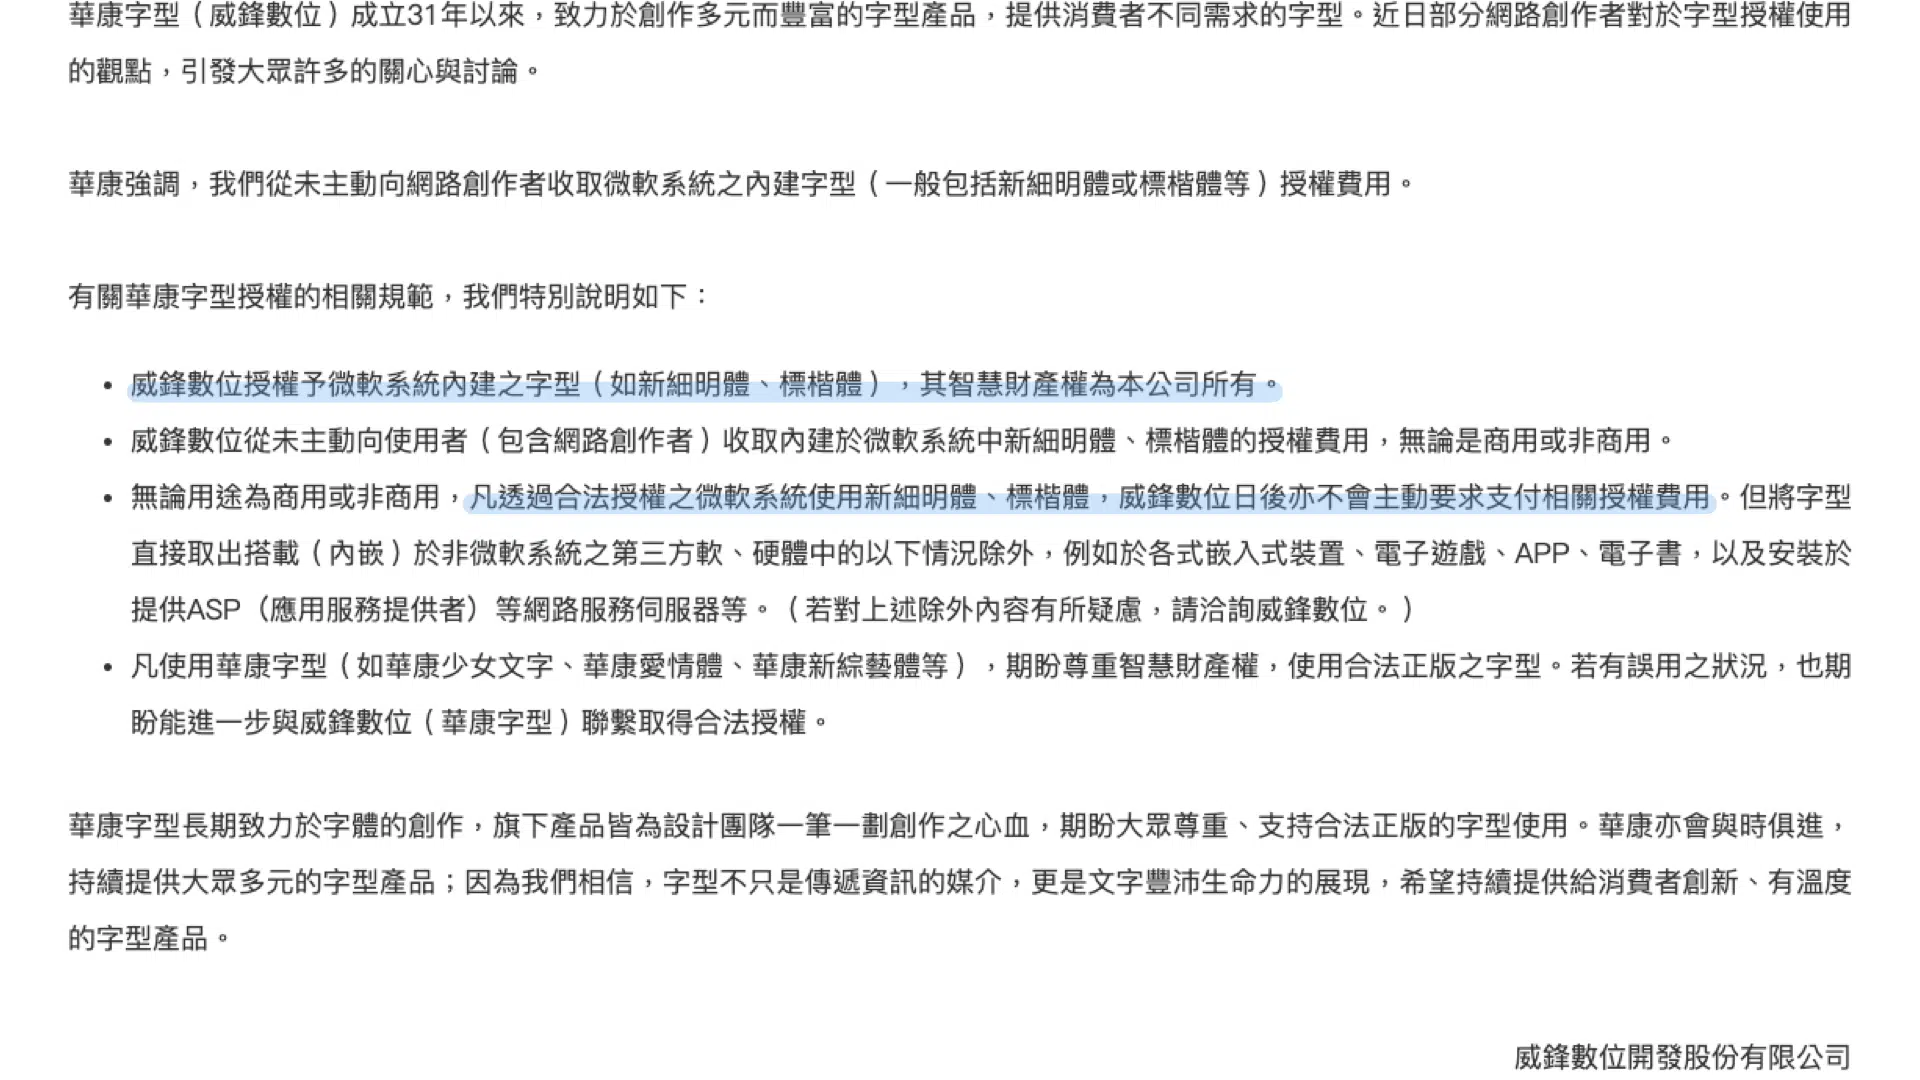 華康字型（威鋒數位）成立31年以來，致力於創作多元而豐富的字型產品，提供消費者不同需求的字型。近日部分網路創作者對於字型授權使用
的觀點，引發大眾許多的關心與討論。
華康強調，我們從未主動向網路創作者收取微軟系統之內建字型（一般包括新細明體或標楷體等）授權費用。
有關華康字型授權的相關規範，我們特別說明如下：
• 威鋒數位授權予微軟系統內建之字型（如新細明體、標楷體），其智慧財產權為本公司所有。
• 威鋒數位從未主動向使用者（包含網路創作者）收取內建於微軟系統中新細明體、標楷體的授權費用，無論是商用或非商用。
• 無論用途為商用或非商用，凡透過合法授權之微軟系統使用新細明體、標楷體，威鋒數位日後亦不會主動要求支付相關授權費用。但將字型
直接取出搭載（內嵌）於非微軟系統之第三方軟、硬體中的以下情況除外，例如於各式嵌入式裝置、電子遊戲、APP、電子書，以及安裝於
提供ASP（應用服務提供者）等網路服務伺服器等。（若對上述除外內容有所疑慮，請洽詢威鋒數位。）
• 凡使用華康字型（如華康少女文字、華康愛情體、華康新綜藝體等），期盼尊重智慧財產權，使用合法正版之字型。若有誤用之狀況，也期
盼能進一步與威鋒數位（華康字型）聯繫取得合法授權。
華康字型長期致力於字體的創作，旗下產品皆為設計團隊一筆一劃創作之心血，期盼大眾尊重、支持合法正版的字型使用。華康亦會與時俱進，
持續提供大眾多元的字型產品；因為我們相信，字型不只是傳遞資訊的媒介，更是文字豐沛生命力的展現，希望持續提供給消費者創新、有溫度
的字型產品。
威鋒數位開發股份有限公司